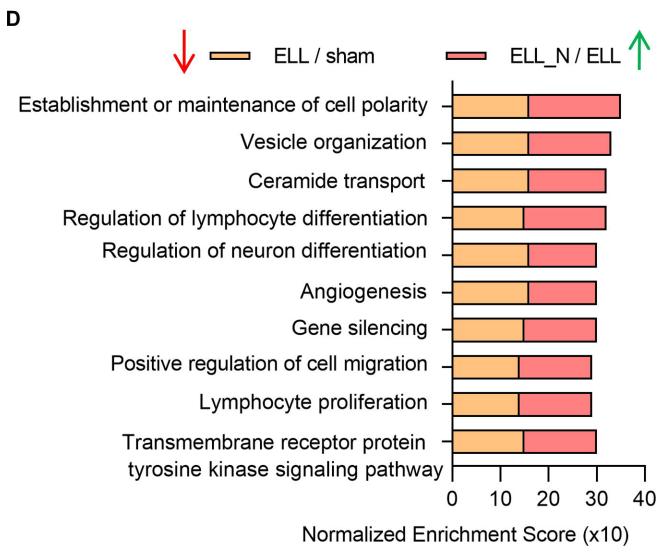 D
ELL / sham
ELL_N / ELL
Establishment or maintenance of cell polarity
Vesicle organization
Ceramide transport
Regulation of lymphocyte differentiation
Regulation of neuron differentiation
Angiogenesis
Gene silencing
Positive regulation of cell migration
Lymphocyte proliferation
Transmembrane receptor protein
tyrosine kinase signaling pathway
0 10 20 30 40
Normalized Enrichment Score (x10)